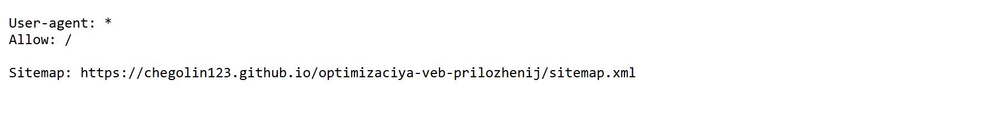 User-agent: *
Allow: /
Sitemap: https://chegolin123.github.io/optimizaciya-veb-prilozhenij/sitemap.xml